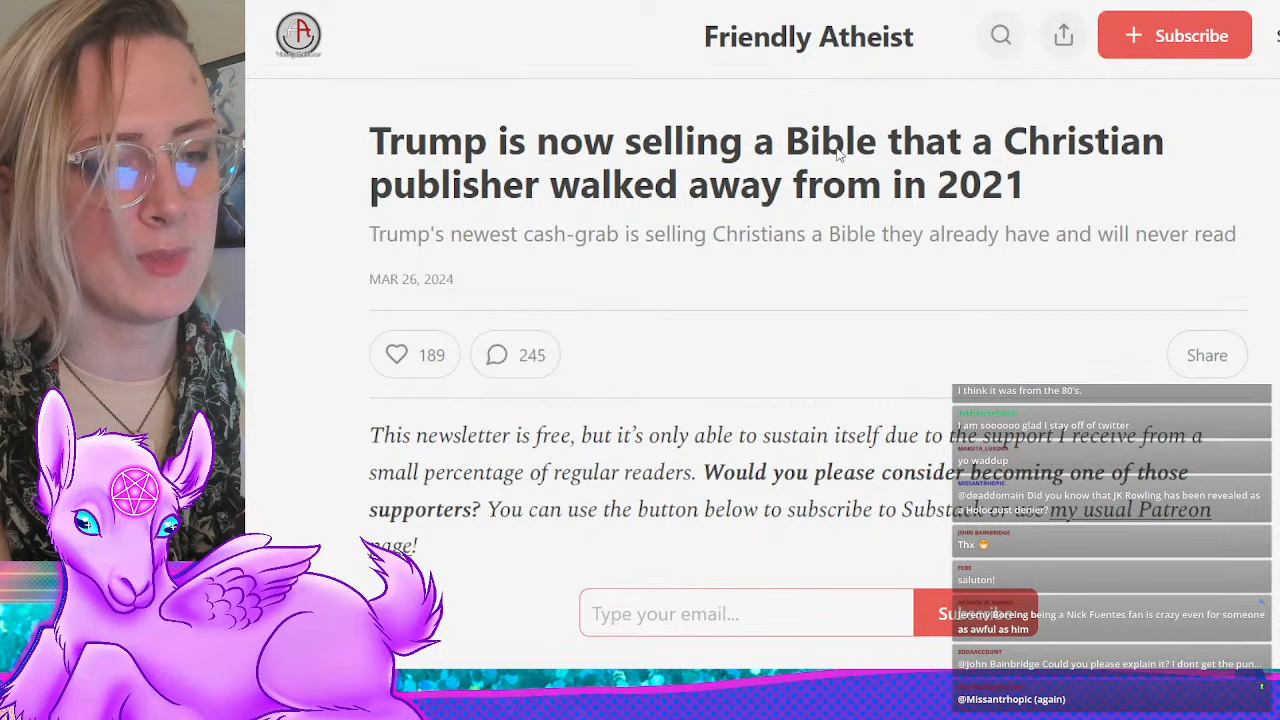 Friendly Atheist
Subscribe
Trump is now selling a Bible that a Christian
publisher walked away from in 2021
Trump's newest cash-grab is selling Christians a Bible they already have and will never read
MAR 26, 2024
189
245
Share
This newsletter is free, but it's only able to sustain itself due to the support I receive from a
small percentage of regular readers. Would you please consider becoming one of those
supporters? You can use the button below to subscribe to Substack or use my usual Patreon
page!
Type your email...
I think it was from the 80's.
I am soooooo glad I stay off of twitter
MAKUTA_LUROKA
yo waddup
MISSANTRHOPIC
@deaddomain Did you know that JK Rowling has been revealed as
a Holocaust denier?
JOHN BAINBRIDGE
Thx
FEDE
saluton!
Jeremy Boreing being a Nick Fuentes fan is crazy even for someone
as awful as him
@John Bainbridge Could you please explain it? I dont get the pun...
@Missantrhopic (again)